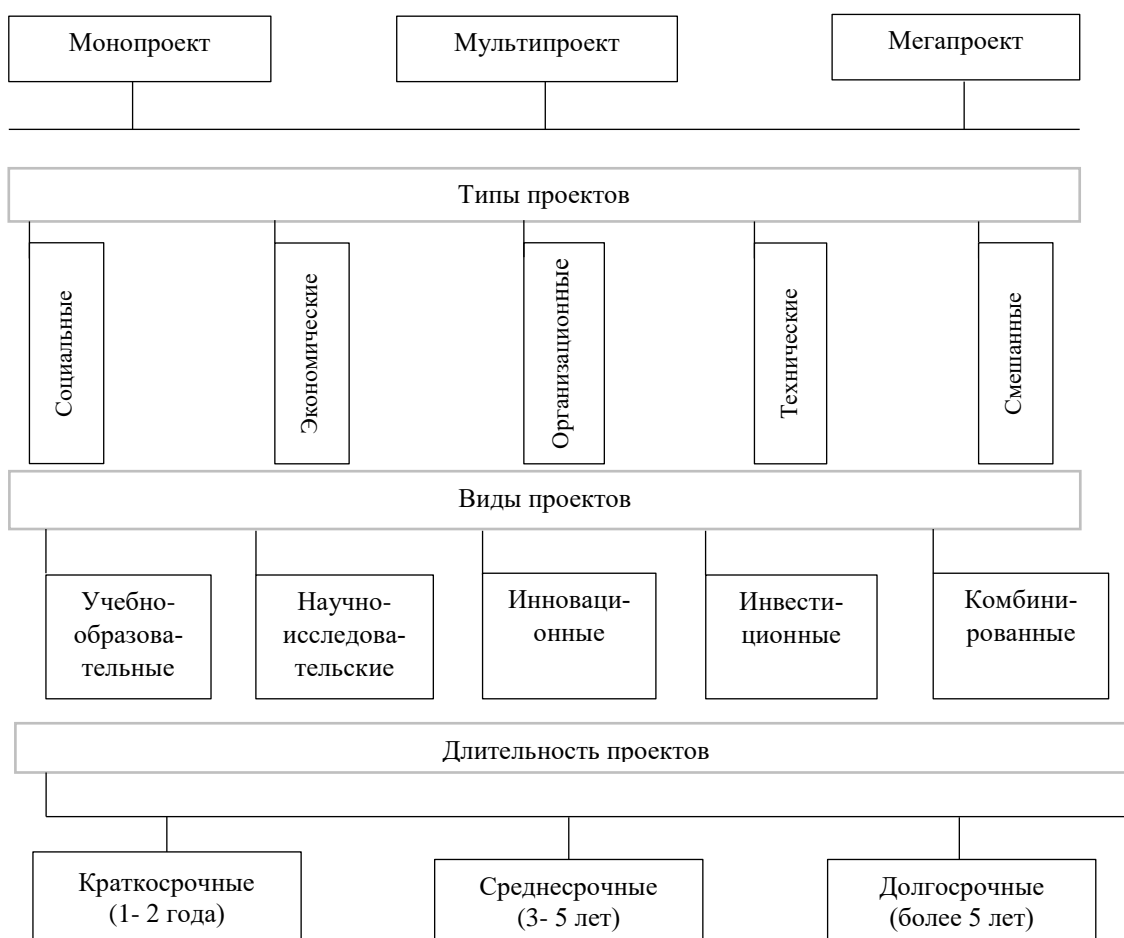 Монопроект
Мультипроект
Мегапроект
Типы проектов
Социальные
Экономические
Организационные
Технические
Смешанные
Виды проектов
Учебно-
образова-
тельные
Научно-
исследова-
тельские
Инноваци-
онные
Инвести-
ционные
Комбини-
рованные
Длительность проектов
Краткосрочные
(1- 2 года)
Среднесрочные
(3- 5 лет)
Долгосрочные
(более 5 лет)